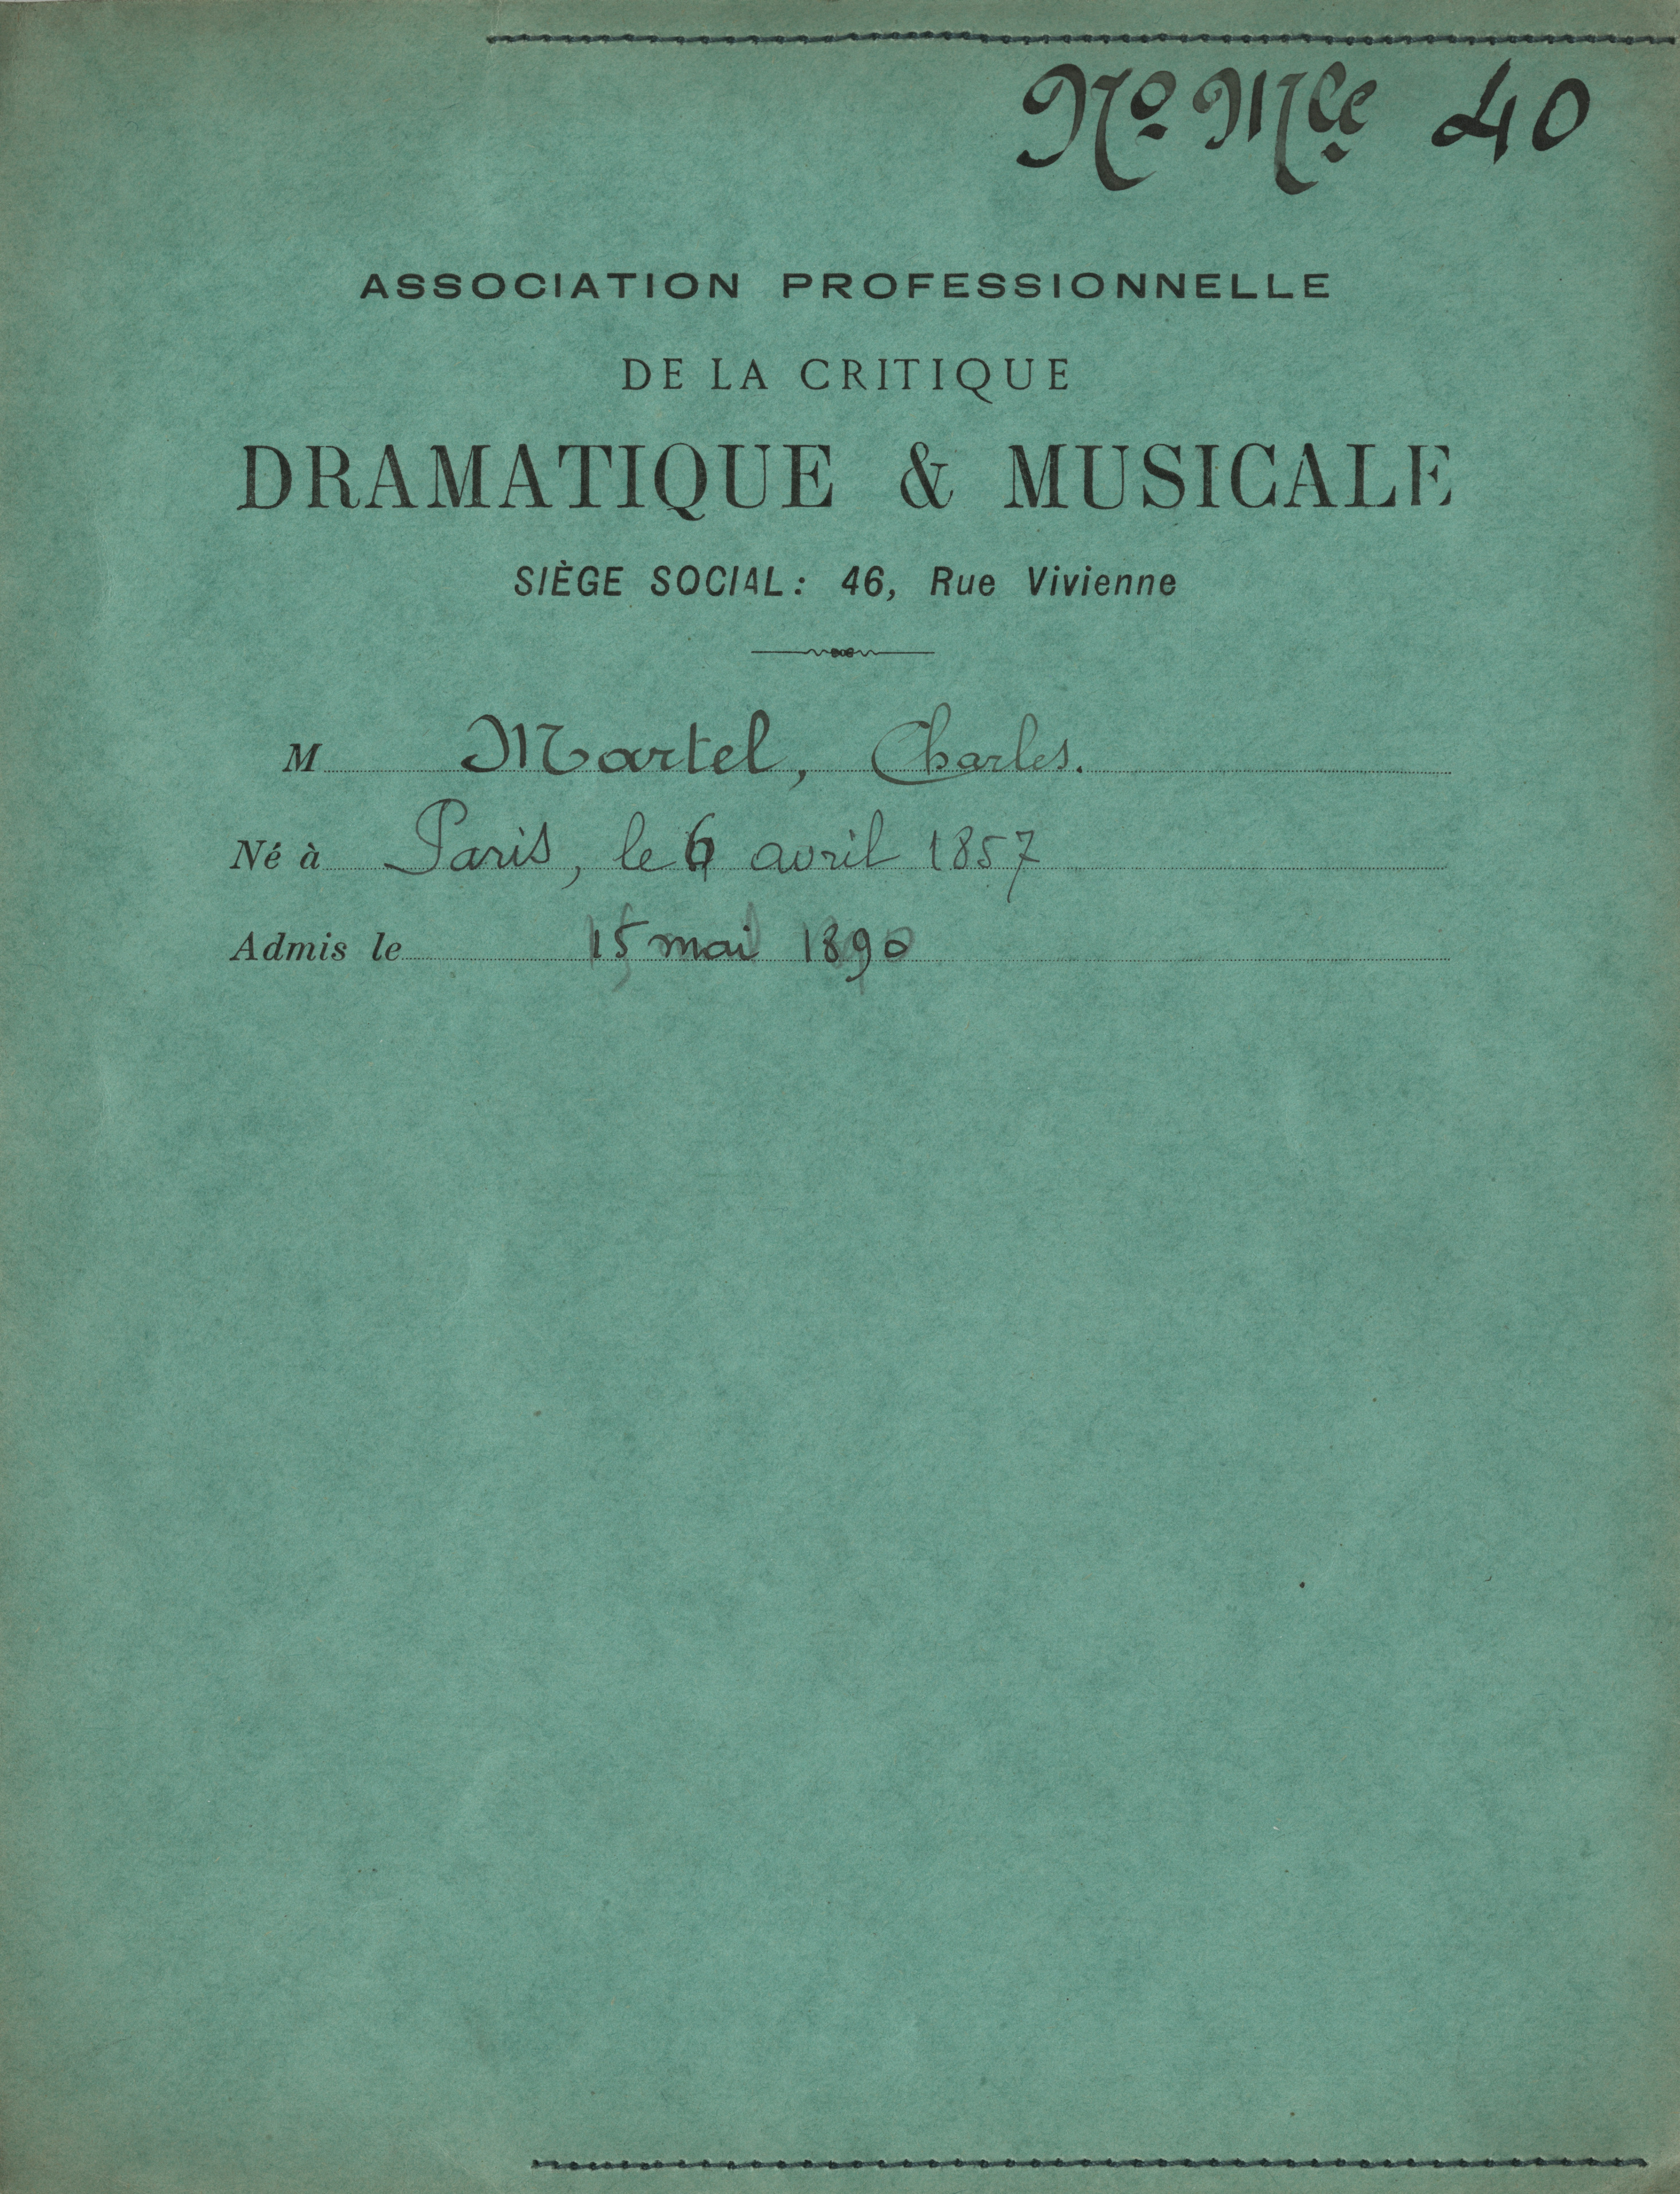 No Mle 40
ASSOCIATION PROFESSIONNELLE
DE LA CRITIQUE
DRAMATIQUE & MUSICALE
SIÈGE SOCIAL: 46, Rue Vivienne
M Martel, Charles.
Né à Paris, le 6 avril 1857
Admis le 15 mai 1890